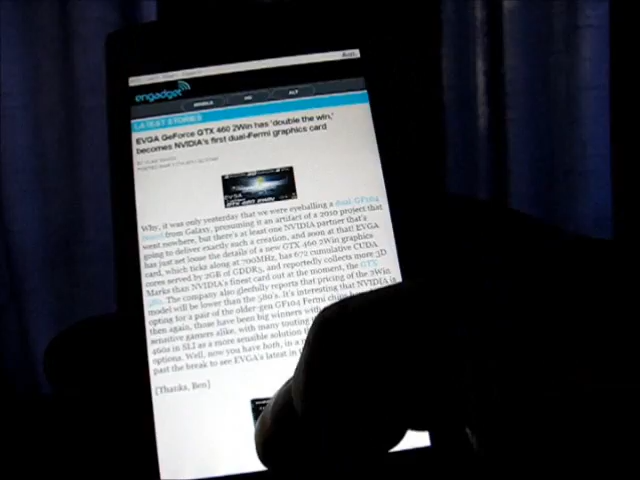 engadget
MOBILE HD ALT
LATEST STORIES
EVGA GeForce GTX 460 2Win has 'double the win,'
becomes NVIDIA's first dual-Fermi graphics card
EVGA
Why, it was only yesterday that we were eyeballing a dual-GF104
from Galaxy, presuming it an artifact of a 2010 project that
went nowhere, but there's at least one NVIDIA partner that's
going to deliver exactly such a creation, and soon at that! EVGA
has just set loose the details of a new GTX 460 2Win graphics
card, which ticks along at 700MHz, has 672 cumulative CUDA
cores served by 2GB of GDDR5, and reportedly collects more 3D
Marks than NVIDIA's finest card out at the moment, the GTX
580. The company also gleefully reports that pricing of the 2Win
model will be lower than the 580's. It's interesting that NVIDIA is
opting for a pair of the older-gen GF104 Fermi chips
then again, those have been big winners with
sensitive gamers alike, with many touting
460s in SLI as a more sensible solution
options. Well, now you have both, in a
past the break to see EVGA's latest in
[Thanks, Ben]